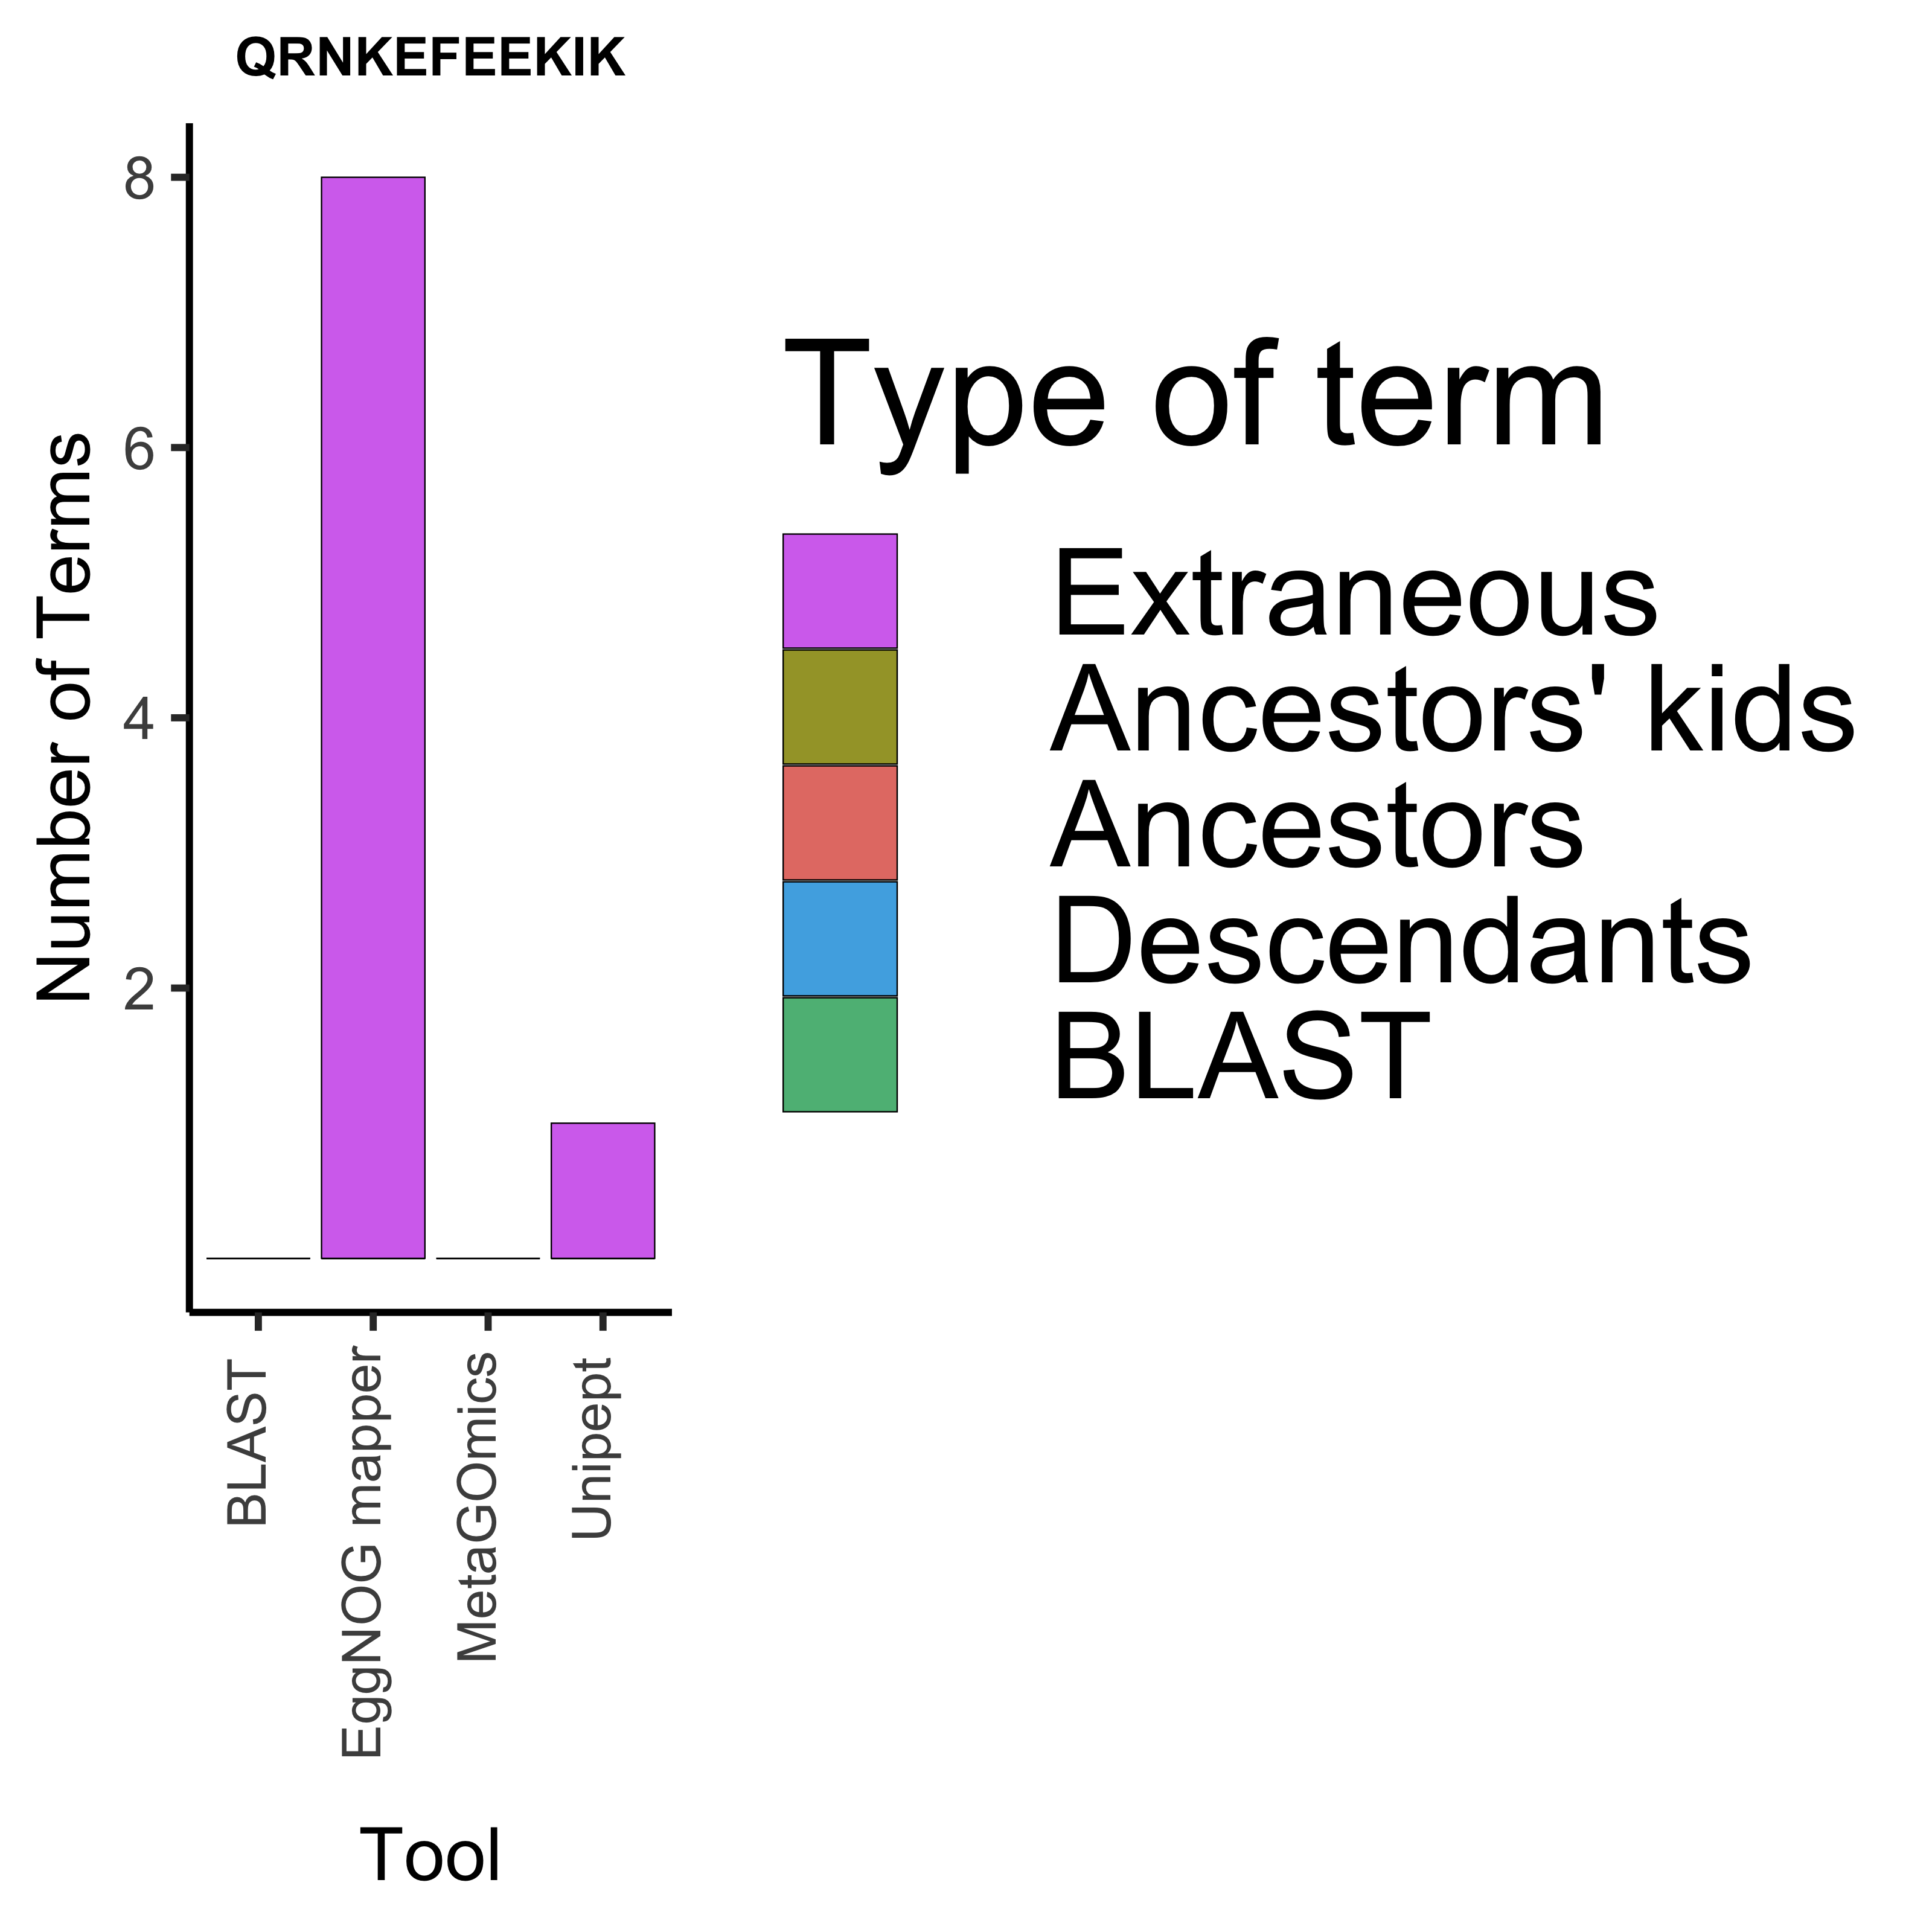 QRNKEFEEKIK
8
6
4
2
Number of Terms
BLAST
EggNOG mapper
MetaGOmics
Unipept
Tool
Type of term
Extraneous
Ancestors' kids
Ancestors
Descendants
BLAST